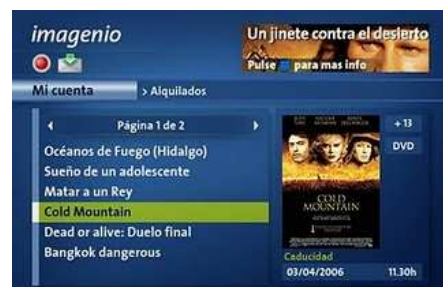 imagenio
Un jinete contra el desierto
Pulse para mas info
Mi cuenta
> Alquilados
Página 1 de 2
Océanos de Fuego (Hidalgo)
Sueño de un adolescente
Matar a un Rey
Cold Mountain
Dead or alive: Duelo final
Bangkok dangerous
+13
DVD
COLD
MOUNTAIN
Caducidad
03/04/2006 11.30h